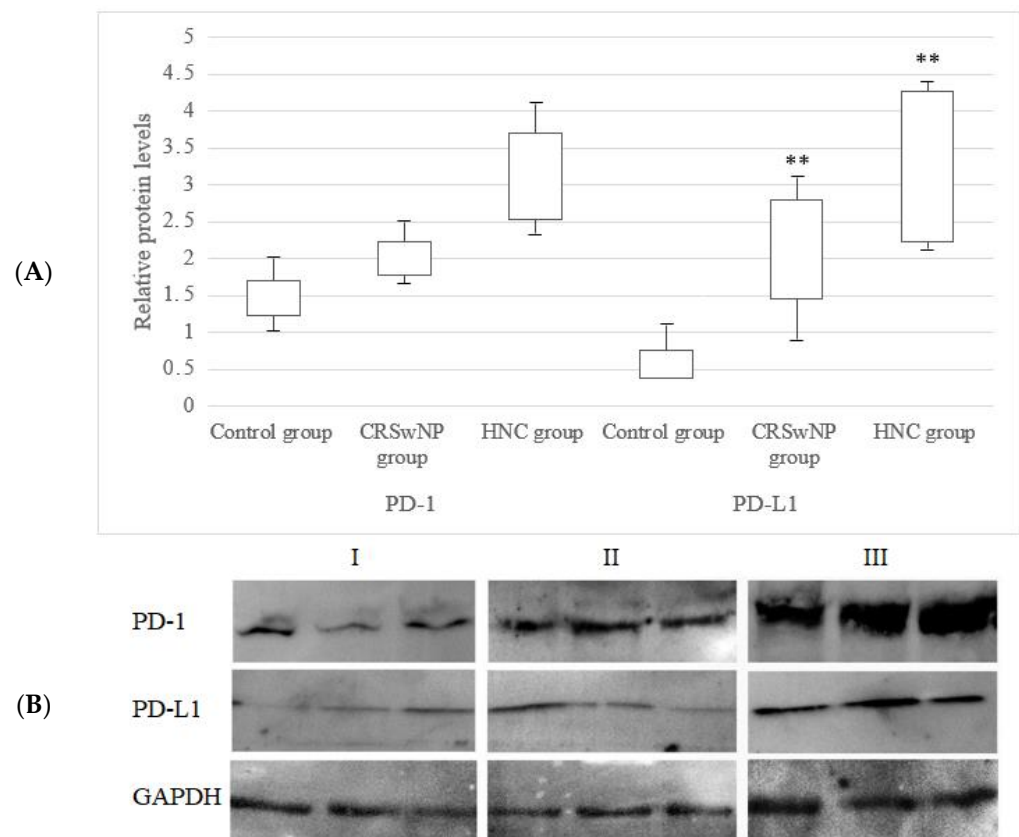 (A)
Relative protein levels
5
4.5
4
3.5
3
2.5
2
1.5
1
0.5
0
**
**
Control group CRSwNP group HNC group Control group CRSwNP group HNC group
PD-1 PD-L1
(B)
I II III
PD-1
PD-L1
GAPDH